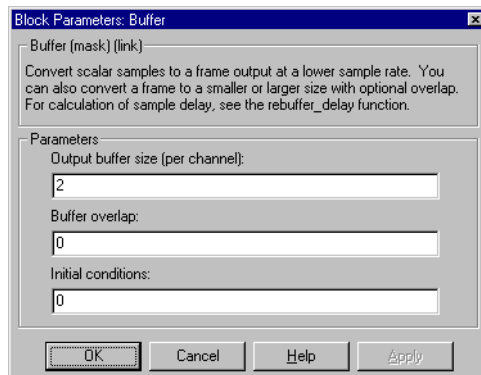 Block Parameters: Buffer
Buffer (mask) (link)
Convert scalar samples to a frame output at a lower sample rate.  You
can also convert a frame to a smaller or larger size with optional overlap.
For calculation of sample delay, see the rebuffer_delay function.
Parameters
Output buffer size (per channel):
2
Buffer overlap:
0
Initial conditions:
0
OK Cancel Help Apply